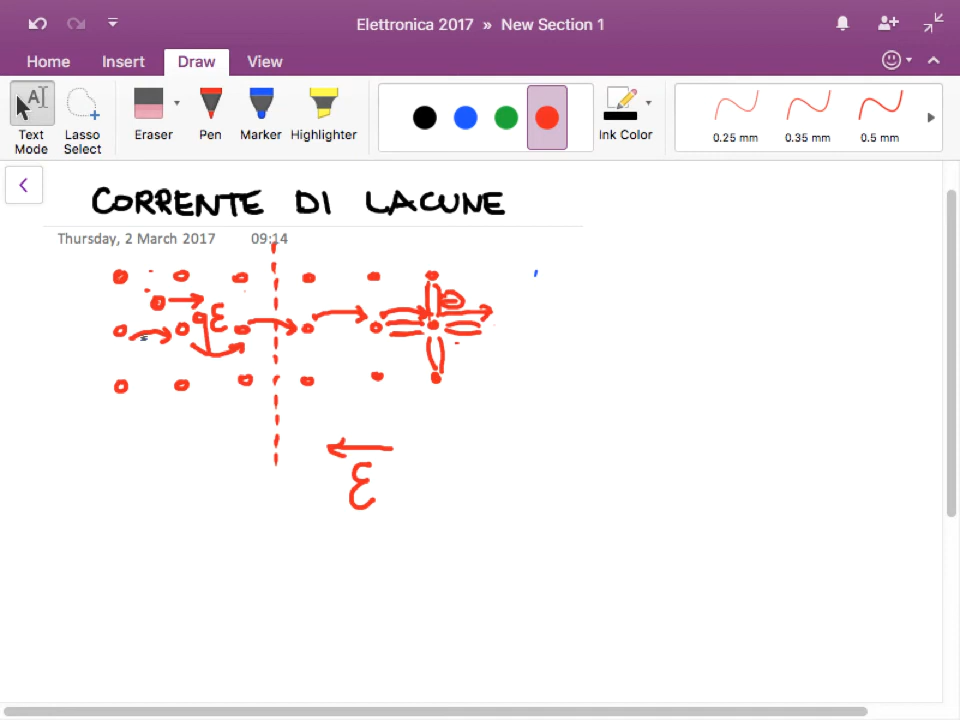 Elettronica 2017 » New Section 1
Home Insert Draw View
Text Mode
Lasso Select
Eraser
Pen
Marker
Highlighter
Ink Color
0.25 mm
0.35 mm
0.5 mm
CORRENTE DI LACUNE
Thursday, 2 March 2017 09:14
ε
ε